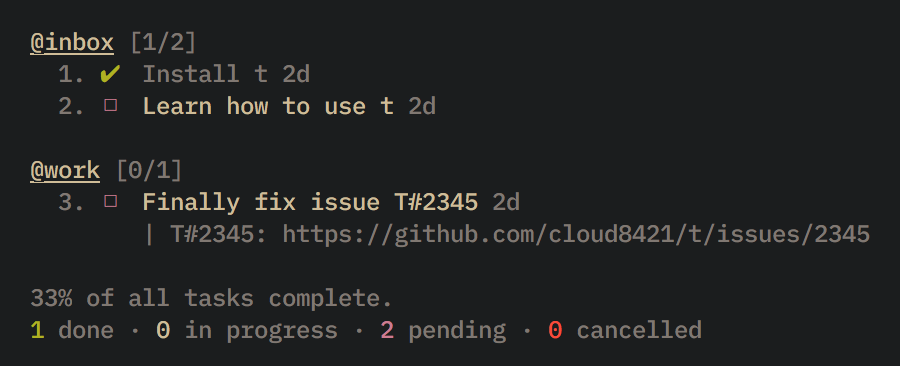 @inbox [1/2]
1. ✔ Install t 2d
2. ☐ Learn how to use t 2d
@work [0/1]
3. ☐ Finally fix issue T#2345 2d
| T#2345: https://github.com/cloud8421/t/issues/2345
33% of all tasks complete.
1 done · 0 in progress · 2 pending · 0 cancelled